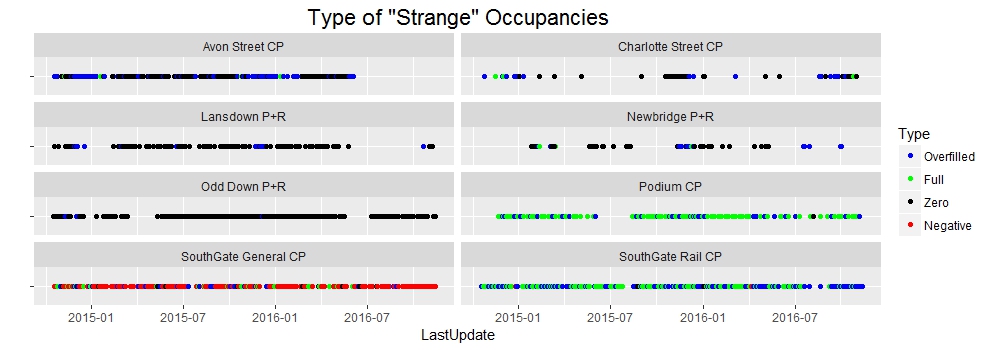 Type of "Strange" Occupancies
Avon Street CP
Charlotte Street CP
Lansdown P+R
Newbridge P+R
Odd Down P+R
Podium CP
SouthGate General CP
SouthGate Rail CP
2015-01 2015-07 2016-01 2016-07
2015-01 2015-07 2016-01 2016-07
LastUpdate
Type
Overfilled
Full
Zero
Negative